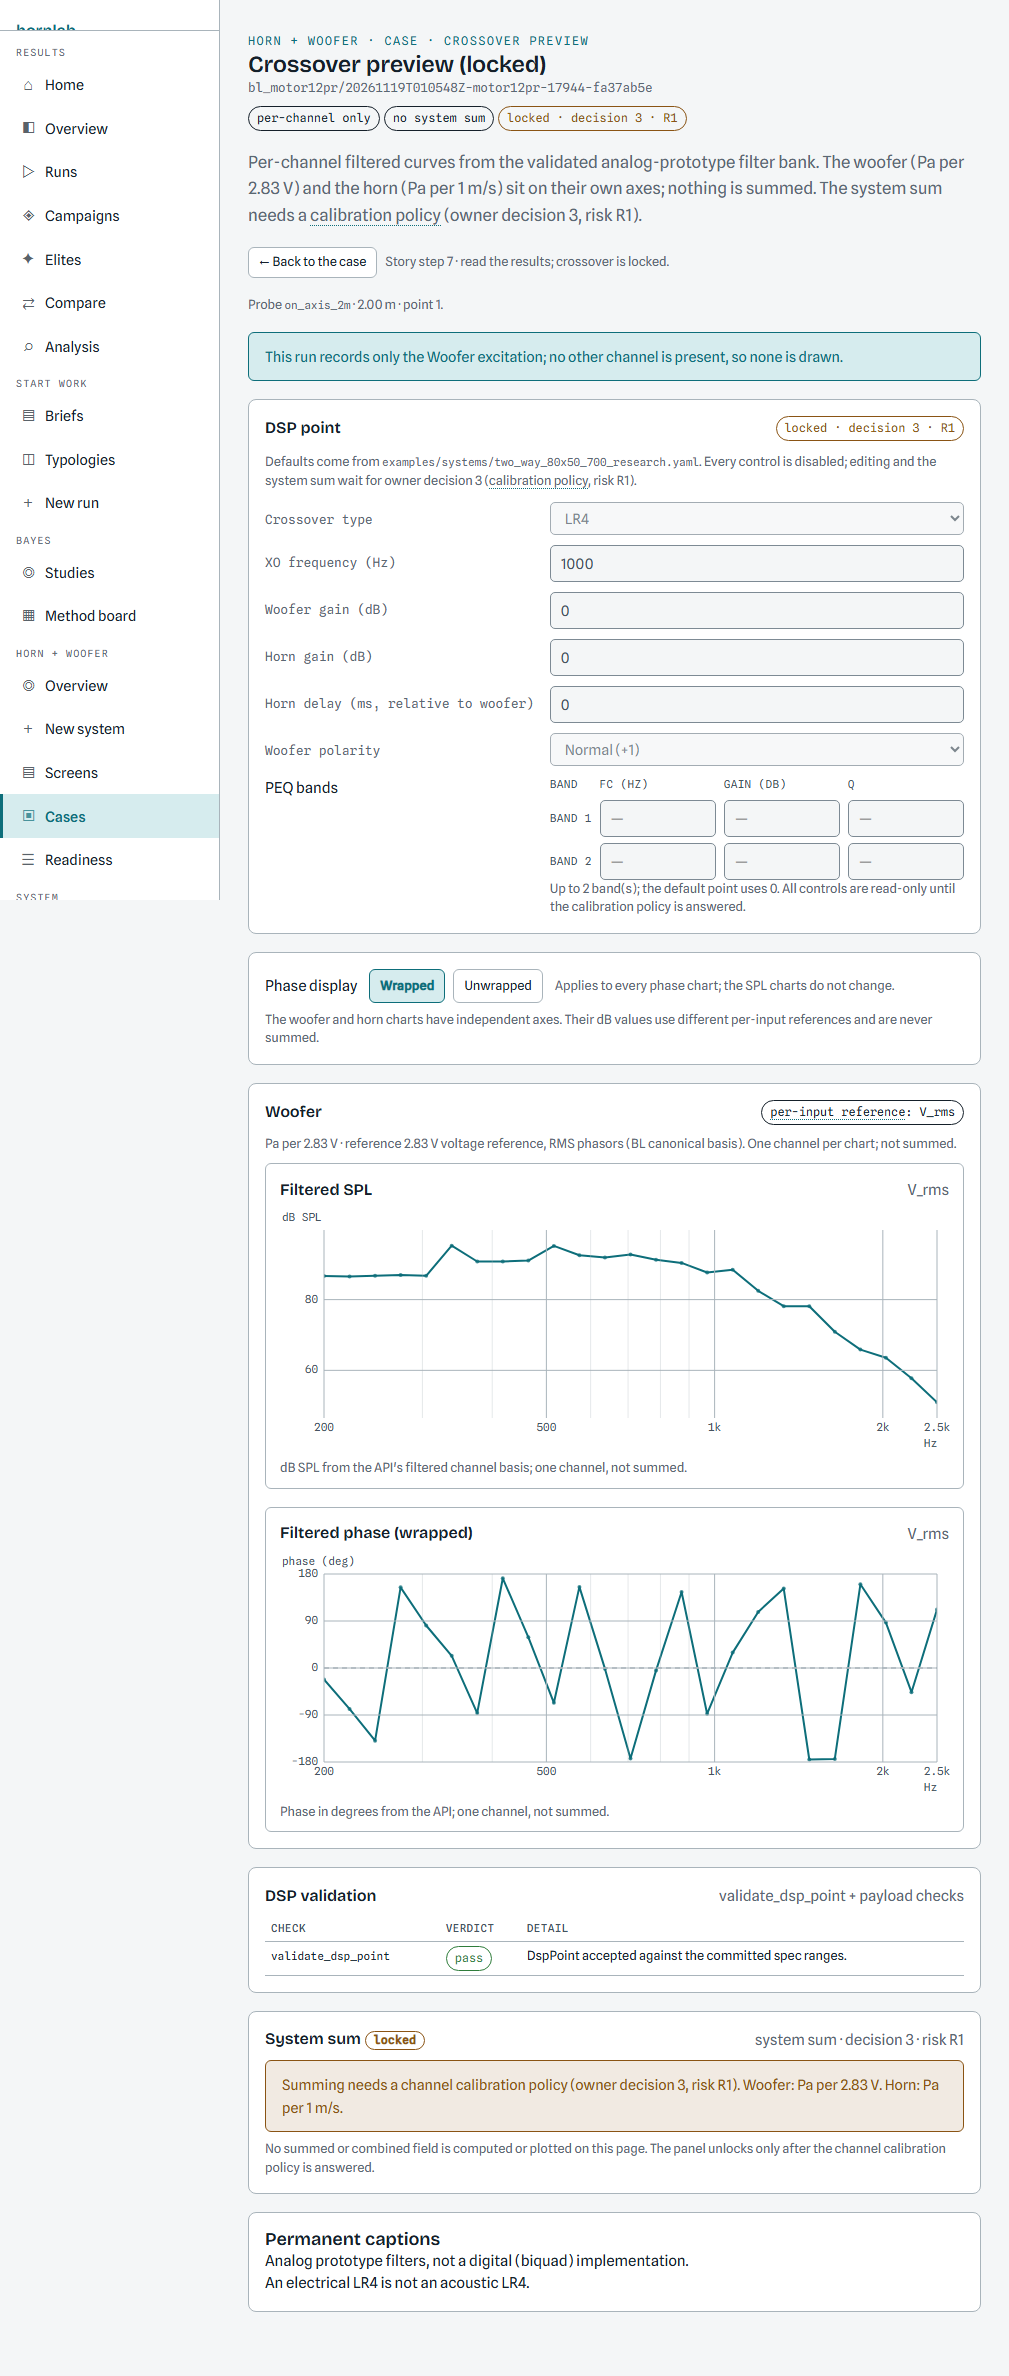 hornlab
RESULTS
Home
Overview
Runs
Campaigns
Elites
Compare
Analysis
START WORK
Briefs
Typologies
New run
BAYES
Studies
Method board
HORN + WOOFER
Overview
New system
Screens
Cases
Readiness
SYSTEM
HORN + WOOFER · CASE · CROSSOVER PREVIEW
Crossover preview (locked)
bl_motor12pr/20261119T010548Z-motor12pr-17944-fa37ab5e
per-channel only
no system sum
locked · decision 3 · R1
Per-channel filtered curves from the validated analog-prototype filter bank. The woofer (Pa per
2.83 V) and the horn (Pa per 1 m/s) sit on their own axes; nothing is summed. The system sum
needs a calibration policy (owner decision 3, risk R1).
← Back to the case
Story step 7 · read the results; crossover is locked.
Probe on_axis_2m · 2.00 m · point 1.
This run records only the Woofer excitation; no other channel is present, so none is drawn.
DSP point
locked · decision 3 · R1
Defaults come from examples/systems/two_way_80x50_700_research.yaml. Every control is disabled; editing and the
system sum wait for owner decision 3 (calibration policy, risk R1).
Crossover type
LR4
XO frequency (Hz)
1000
Woofer gain (dB)
0
Horn gain (dB)
0
Horn delay (ms, relative to woofer)
0
Woofer polarity
Normal (+1)
PEQ bands
BAND FC (HZ) GAIN (DB) Q
BAND 1 — — —
BAND 2 — — —
Up to 2 band(s); the default point uses 0. All controls are read-only until
the calibration policy is answered.
Phase display
Wrapped
Unwrapped
Applies to every phase chart; the SPL charts do not change.
The woofer and horn charts have independent axes. Their dB values use different per-input references and are never
summed.
Woofer
per-input reference: V_rms
Pa per 2.83 V · reference 2.83 V voltage reference, RMS phasors (BL canonical basis). One channel per chart; not summed.
Filtered SPL
V_rms
dB SPL
80
60
200 500 1k 2k 2.5k
Hz
dB SPL from the API's filtered channel basis; one channel, not summed.
Filtered phase (wrapped)
V_rms
phase (deg)
180
90
0
-90
-180
200 500 1k 2k 2.5k
Hz
Phase in degrees from the API; one channel, not summed.
DSP validation
validate_dsp_point + payload checks
CHECK VERDICT DETAIL
validate_dsp_point pass DspPoint accepted against the committed spec ranges.
System sum locked
system sum · decision 3 · risk R1
Summing needs a channel calibration policy (owner decision 3, risk R1). Woofer: Pa per 2.83 V. Horn: Pa
per 1 m/s.
No summed or combined field is computed or plotted on this page. The panel unlocks only after the channel calibration
policy is answered.
Permanent captions
Analog prototype filters, not a digital (biquad) implementation.
An electrical LR4 is not an acoustic LR4.